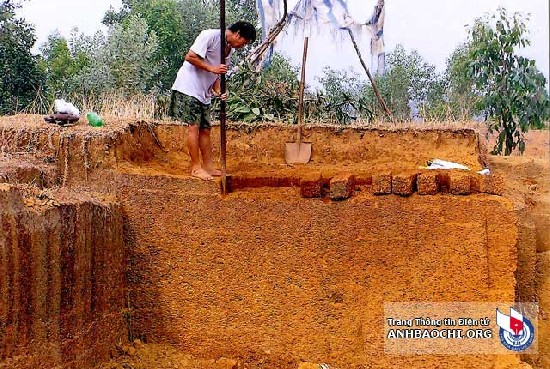 Trang Thông tin Điện tử
ANHBAOCHI.ORG